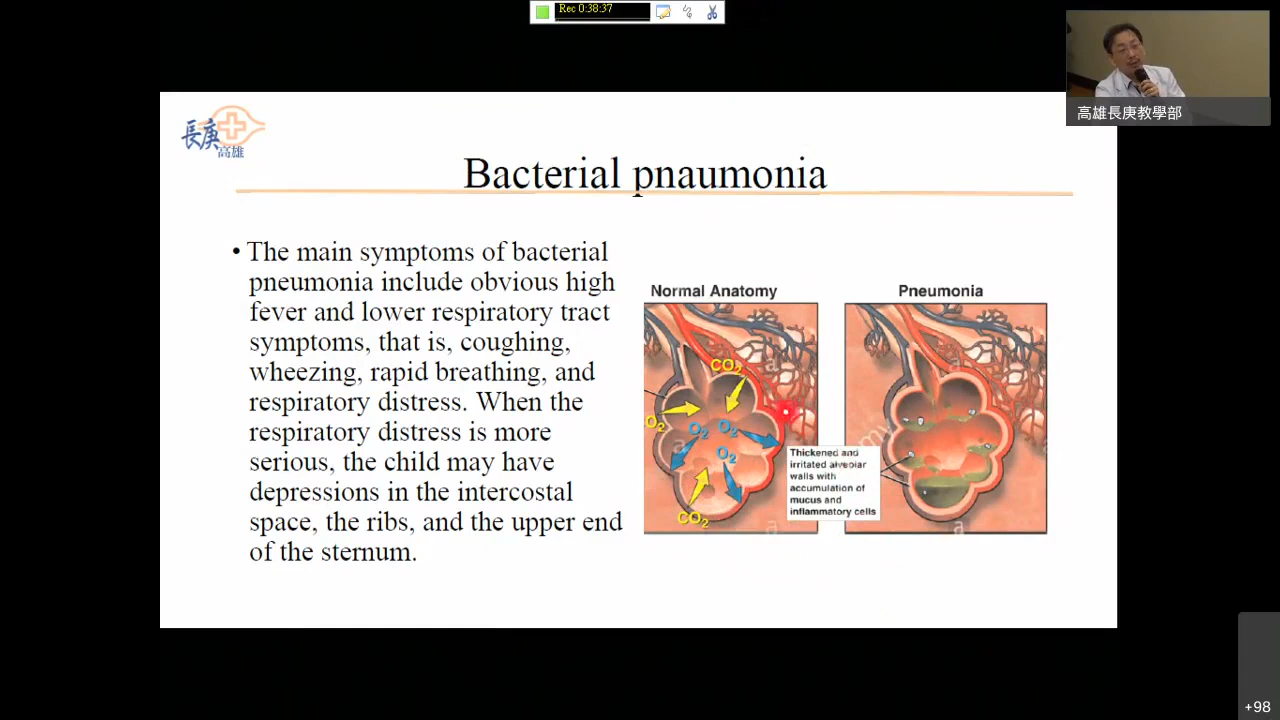 Rec 0:38:37
高雄長庚教學部
長庚
高雄
Bacterial pnaumonia
• The main symptoms of bacterial
pneumonia include obvious high
fever and lower respiratory tract
symptoms, that is, coughing,
wheezing, rapid breathing, and
respiratory distress. When the
respiratory distress is more
serious, the child may have
depressions in the intercostal
space, the ribs, and the upper end
of the sternum.
Normal Anatomy
CO2
O2
O2
O2
O2
CO2
Thickened and
irritated alveolar
walls with
accumulation of
mucus and
inflammatory cells
Pneumonia
+98